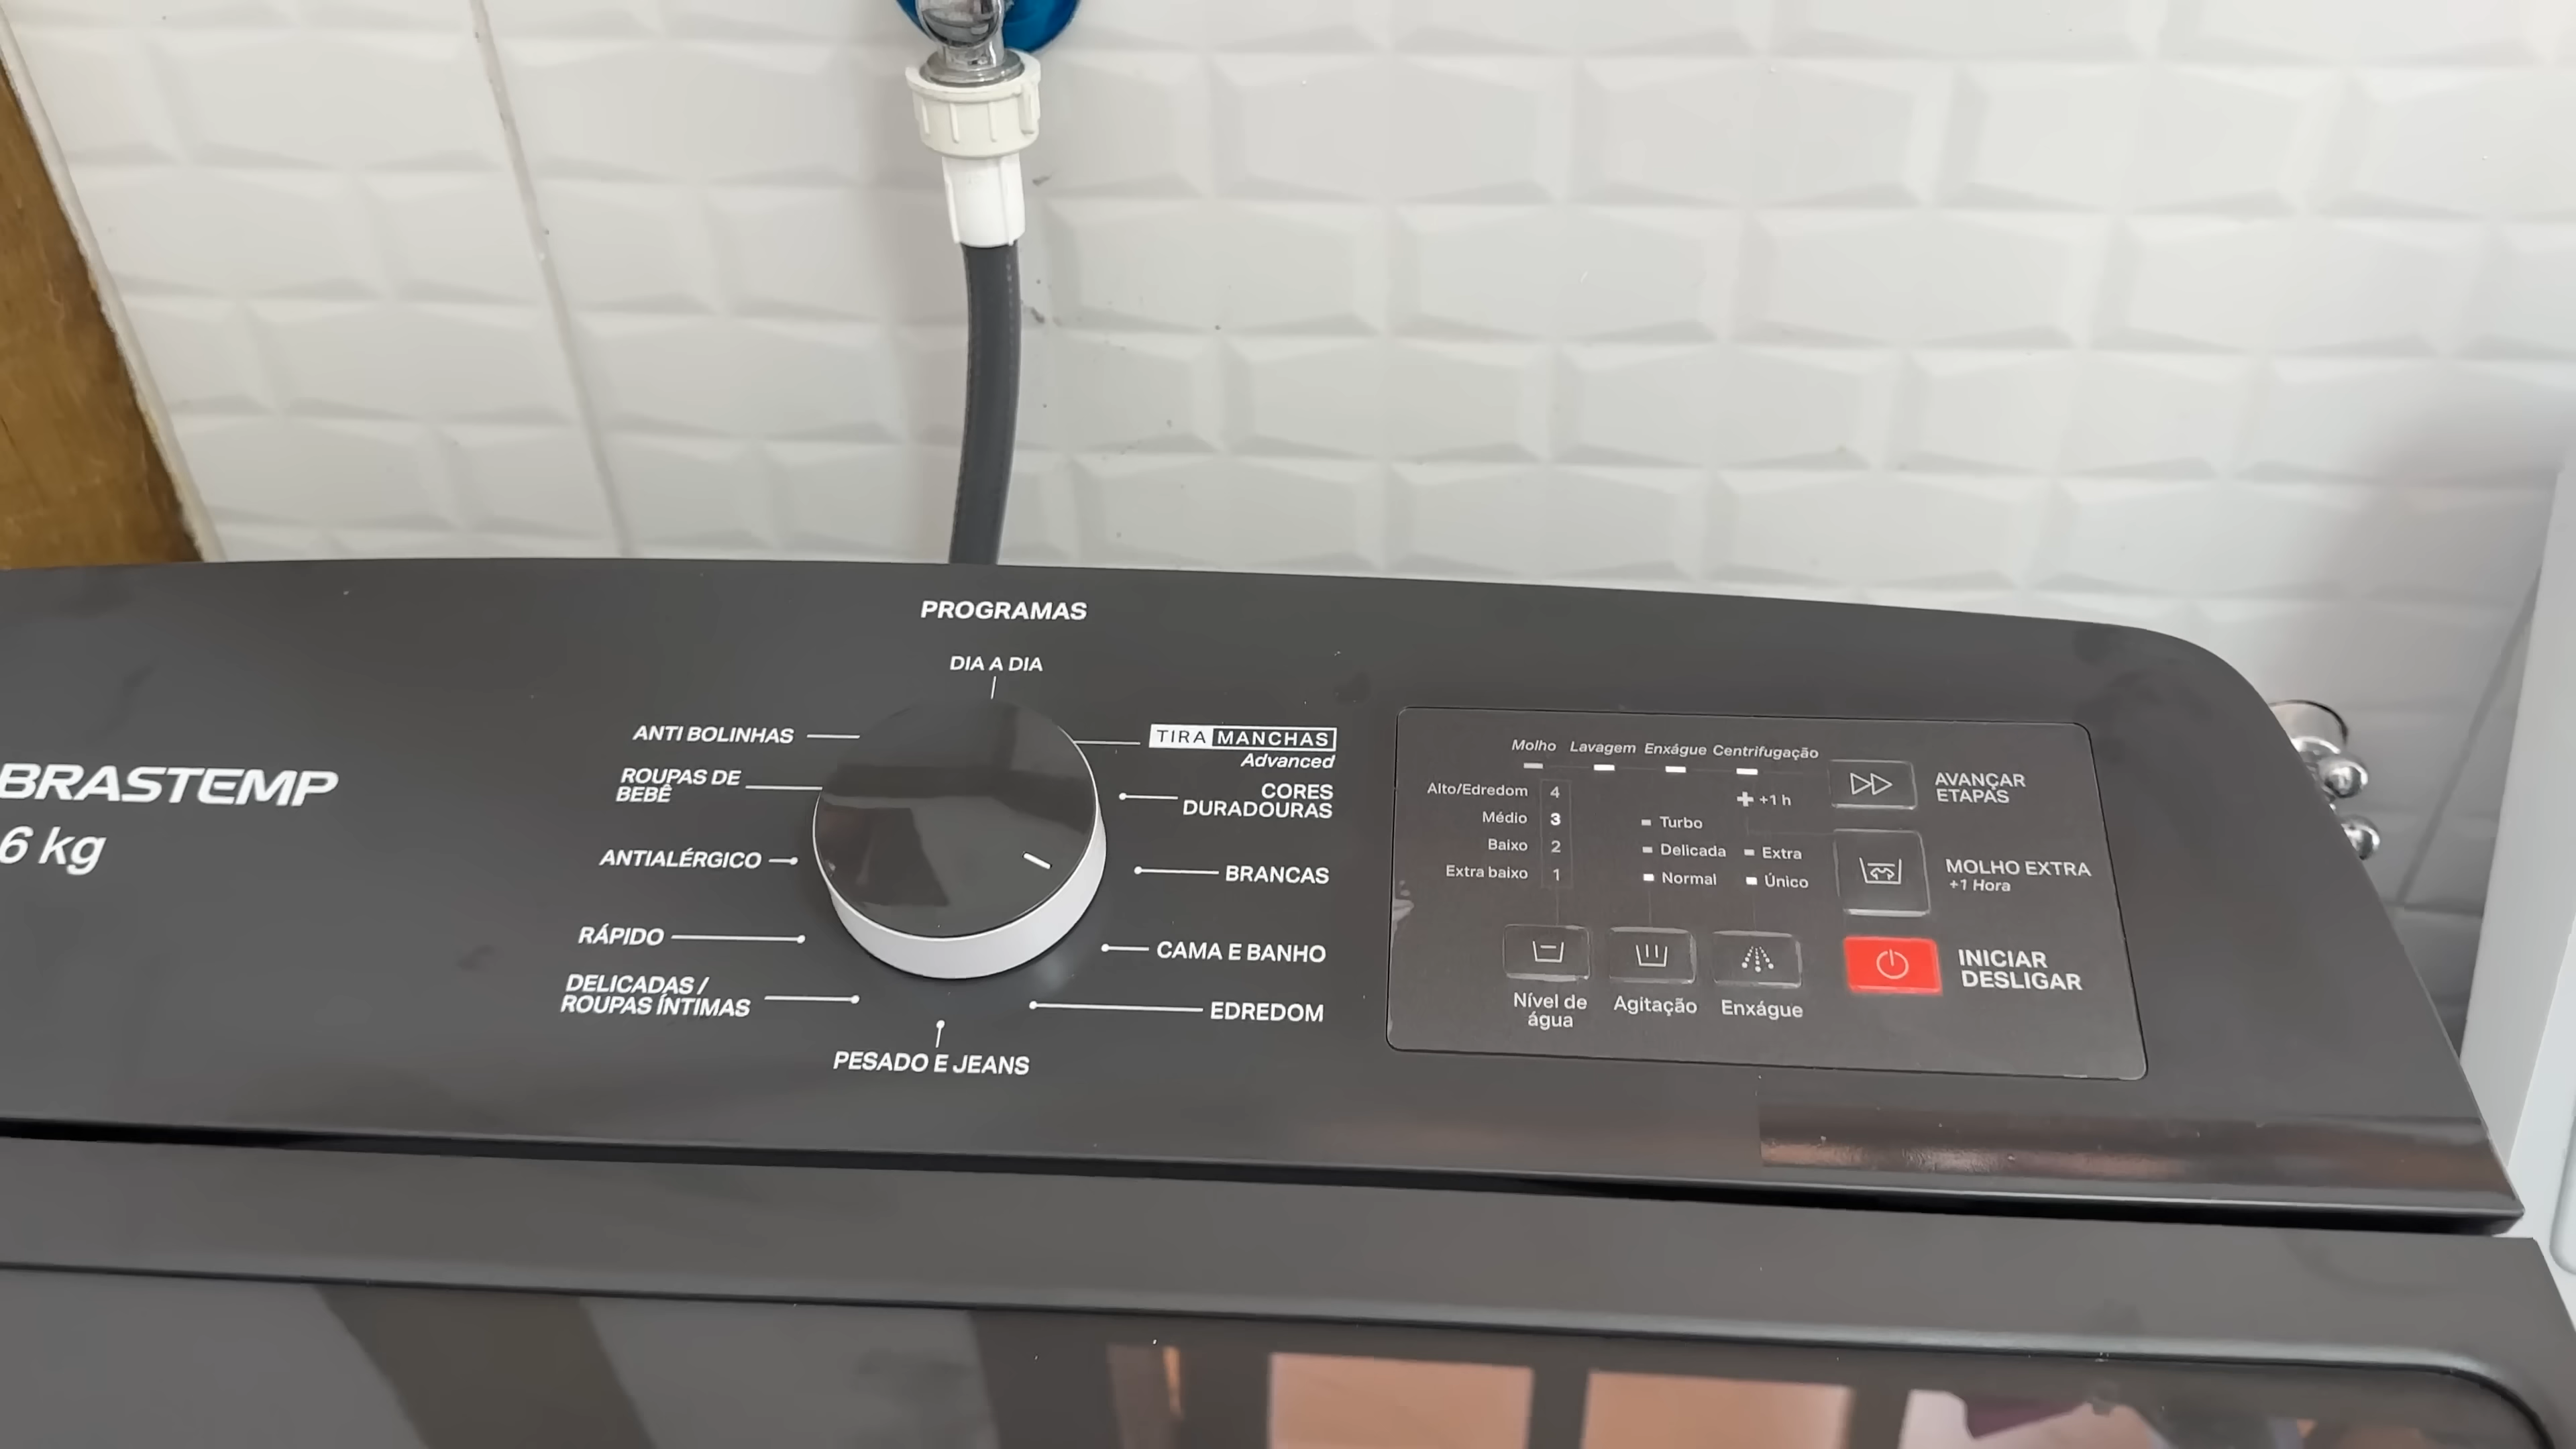 PROGRAMAS
DIA A DIA
ANTI BOLINHAS
ROUPAS DE
BEBÊ
ANTIALÉRGICO
RÁPIDO
DELICADAS /
ROUPAS ÍNTIMAS
PESADO E JEANS
TIRA MANCHAS
Advanced
CORES
DURADOURAS
BRANCAS
CAMA E BANHO
EDREDOM
BRASTEMP
6 kg
Molho Lavagem Enxágue Centrifugação
Alto/Edredom 4
Médio 3
Baixo 2
Extra baixo 1
+1 h
Turbo
Delicada
Normal
Extra
Único
Nível de
água
Agitação
Enxágue
AVANÇAR
ETAPAS
MOLHO EXTRA
+1 Hora
INICIAR
DESLIGAR